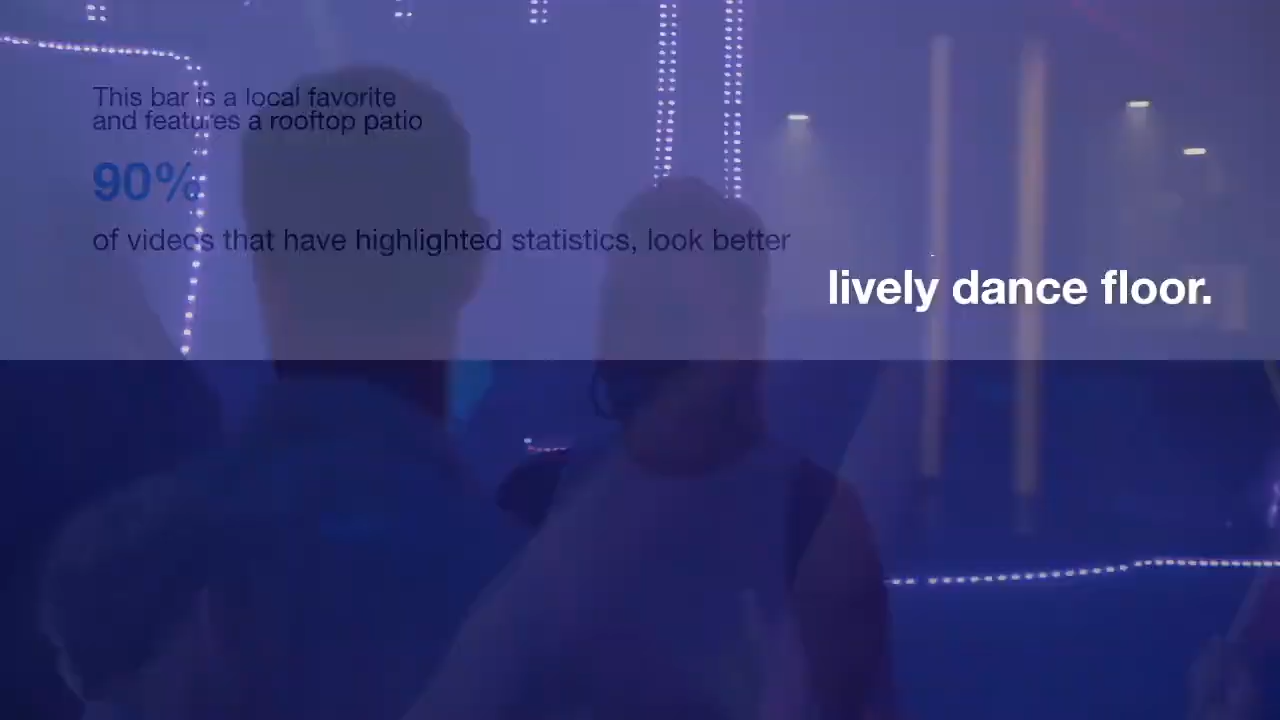 This bar is a local favorite
and features a rooftop patio
90%
of videos that have highlighted statistics, look better
lively dance floor.